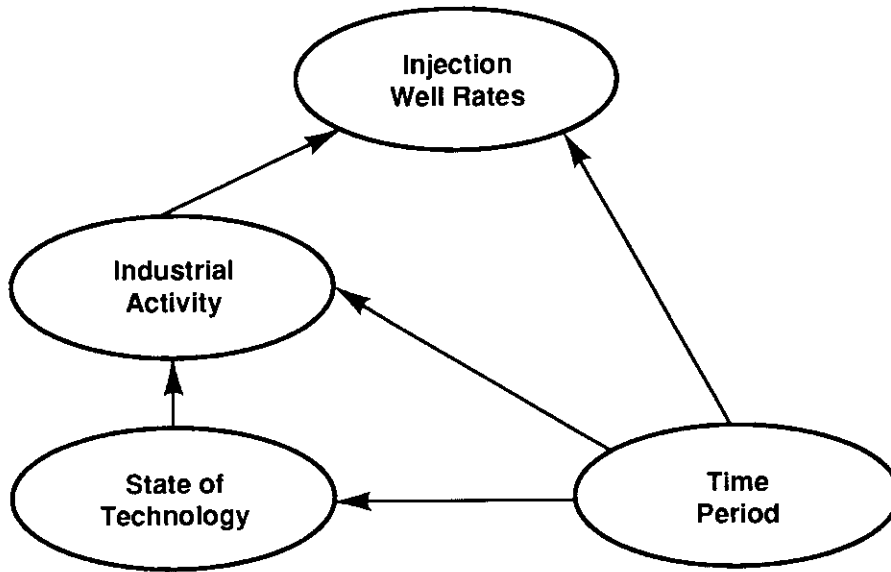 Injection
Well Rates
Industrial
Activity
State of
Technology
Time
Period